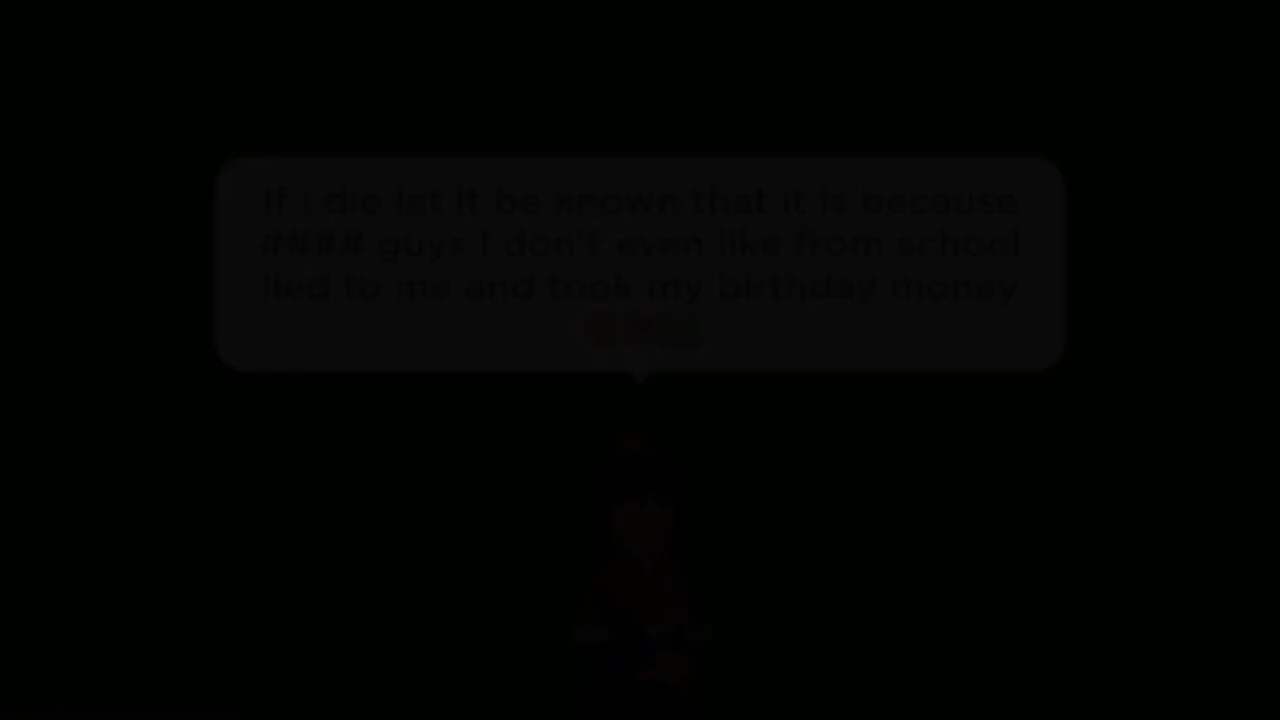 If I die let it be known that it is because
#### guys I don't even like from school
lied to me and took my birthday money